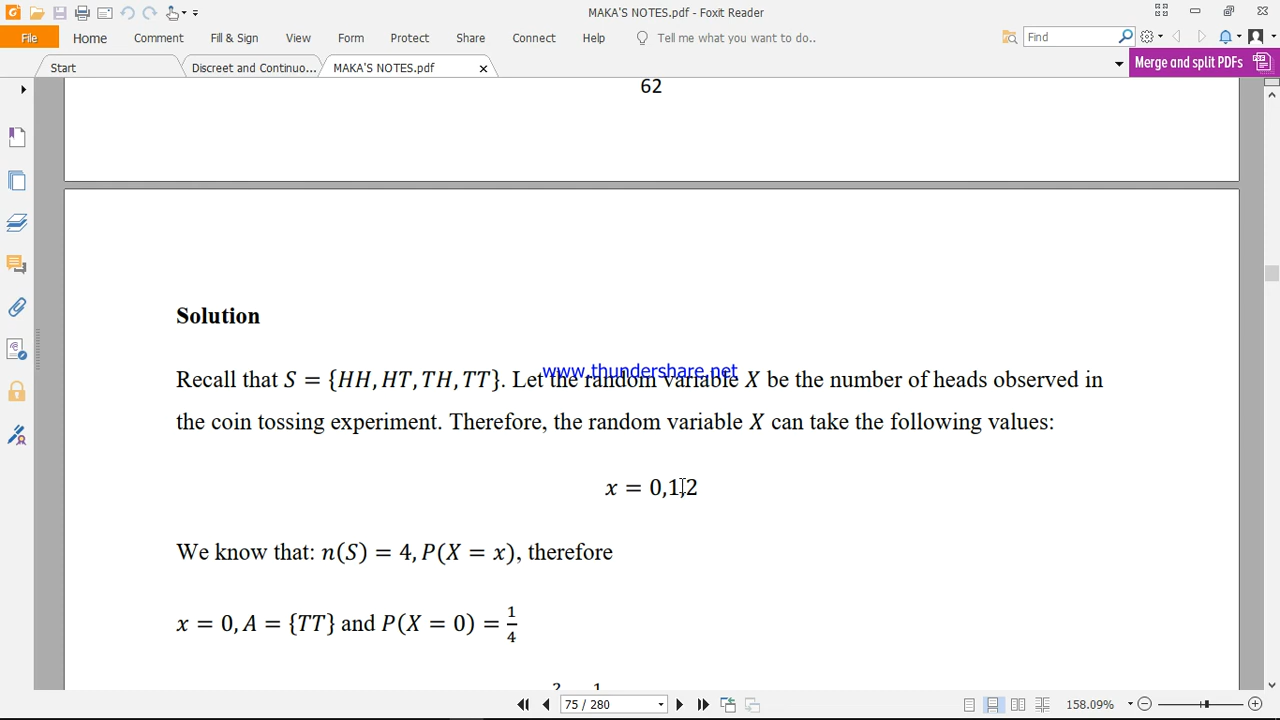 MAKA'S NOTES.pdf - Foxit Reader
File Home Comment Fill & Sign View Form Protect Share Connect Help Tell me what you want to do.. Find
Start Discreet and Continuo... MAKA'S NOTES.pdf Merge and split PDFs
62
Solution
www.thundershare.net
Recall that S = {HH, HT, TH, TT}. Let the random variable X be the number of heads observed in
the coin tossing experiment. Therefore, the random variable X can take the following values:
x = 0,1,2
We know that: n(S) = 4, P(X = x), therefore
x = 0, A = {TT} and P(X = 0) = 1/4
75 / 280 158.09%